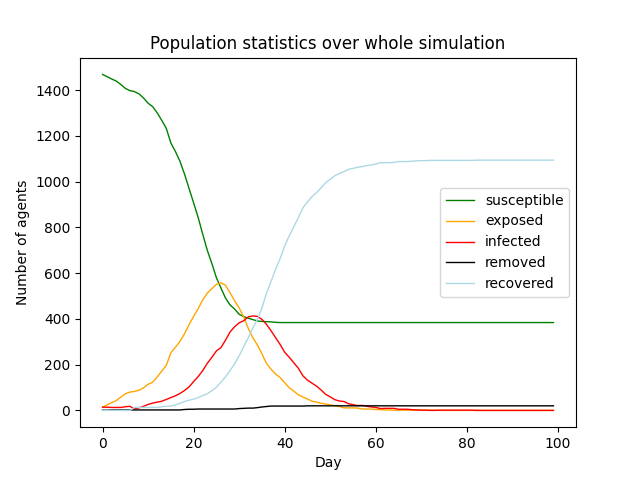 Population statistics over whole simulation
Number of agents
1400
1200
1000
800
600
400
200
0
susceptible
exposed
infected
removed
recovered
0 20 40 60 80 100
Day